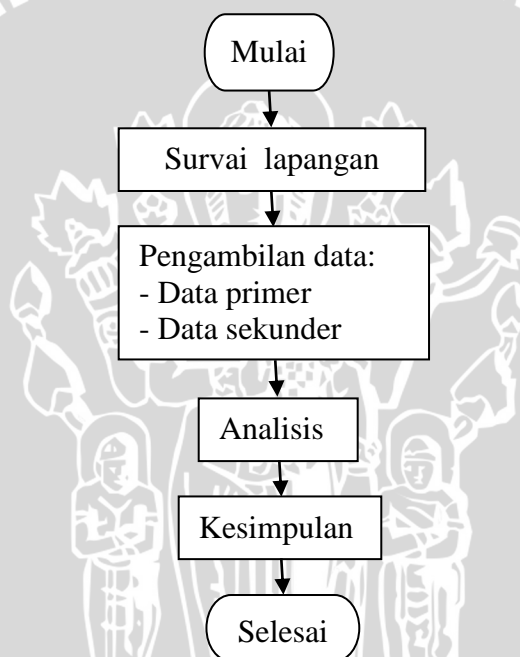 Mulai
Survai lapangan
Pengambilan data:
- Data primer
- Data sekunder
Analisis
Kesimpulan
Selesai